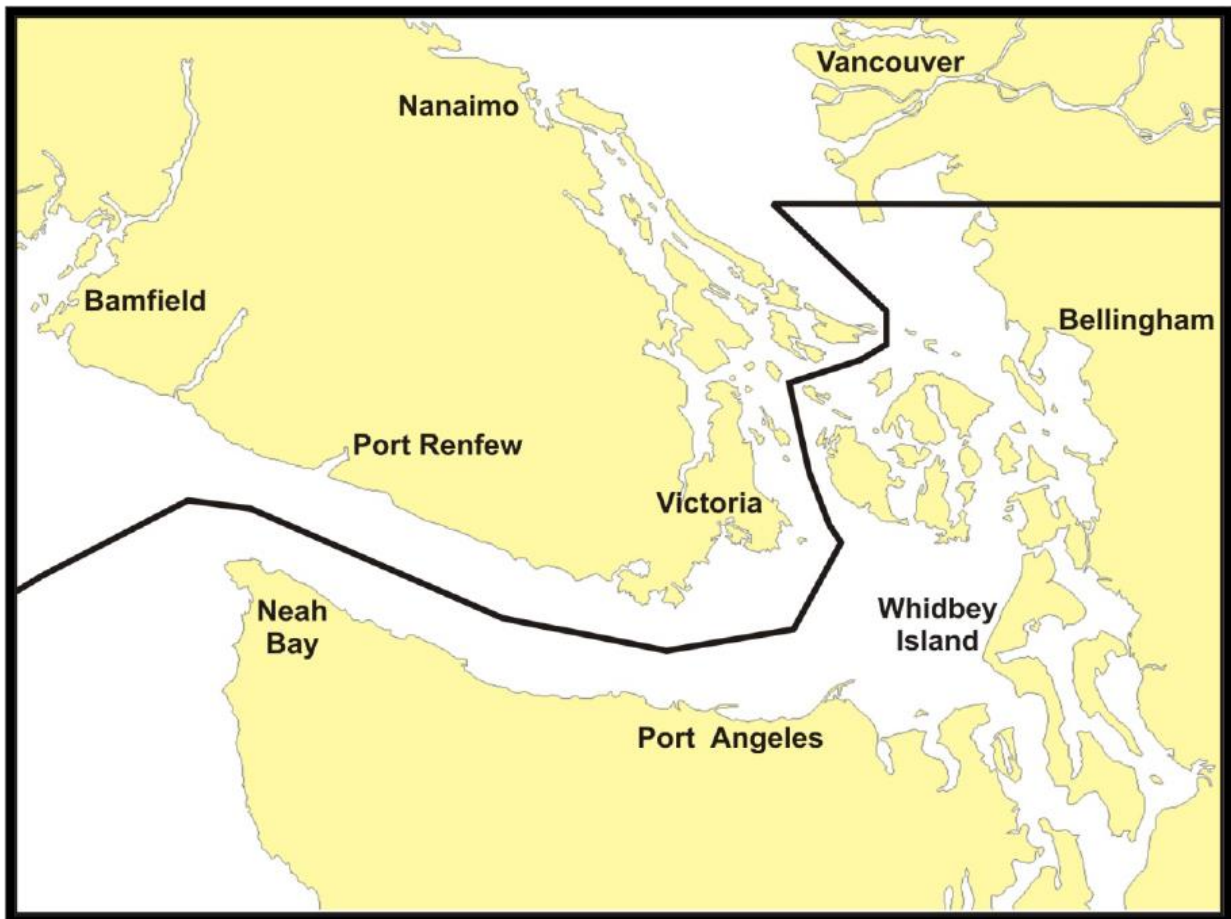 Vancouver
Nanaimo
Bamfield
Bellingham
Port Renfew
Victoria
Neah
Bay
Whidbey
Island
Port Angeles